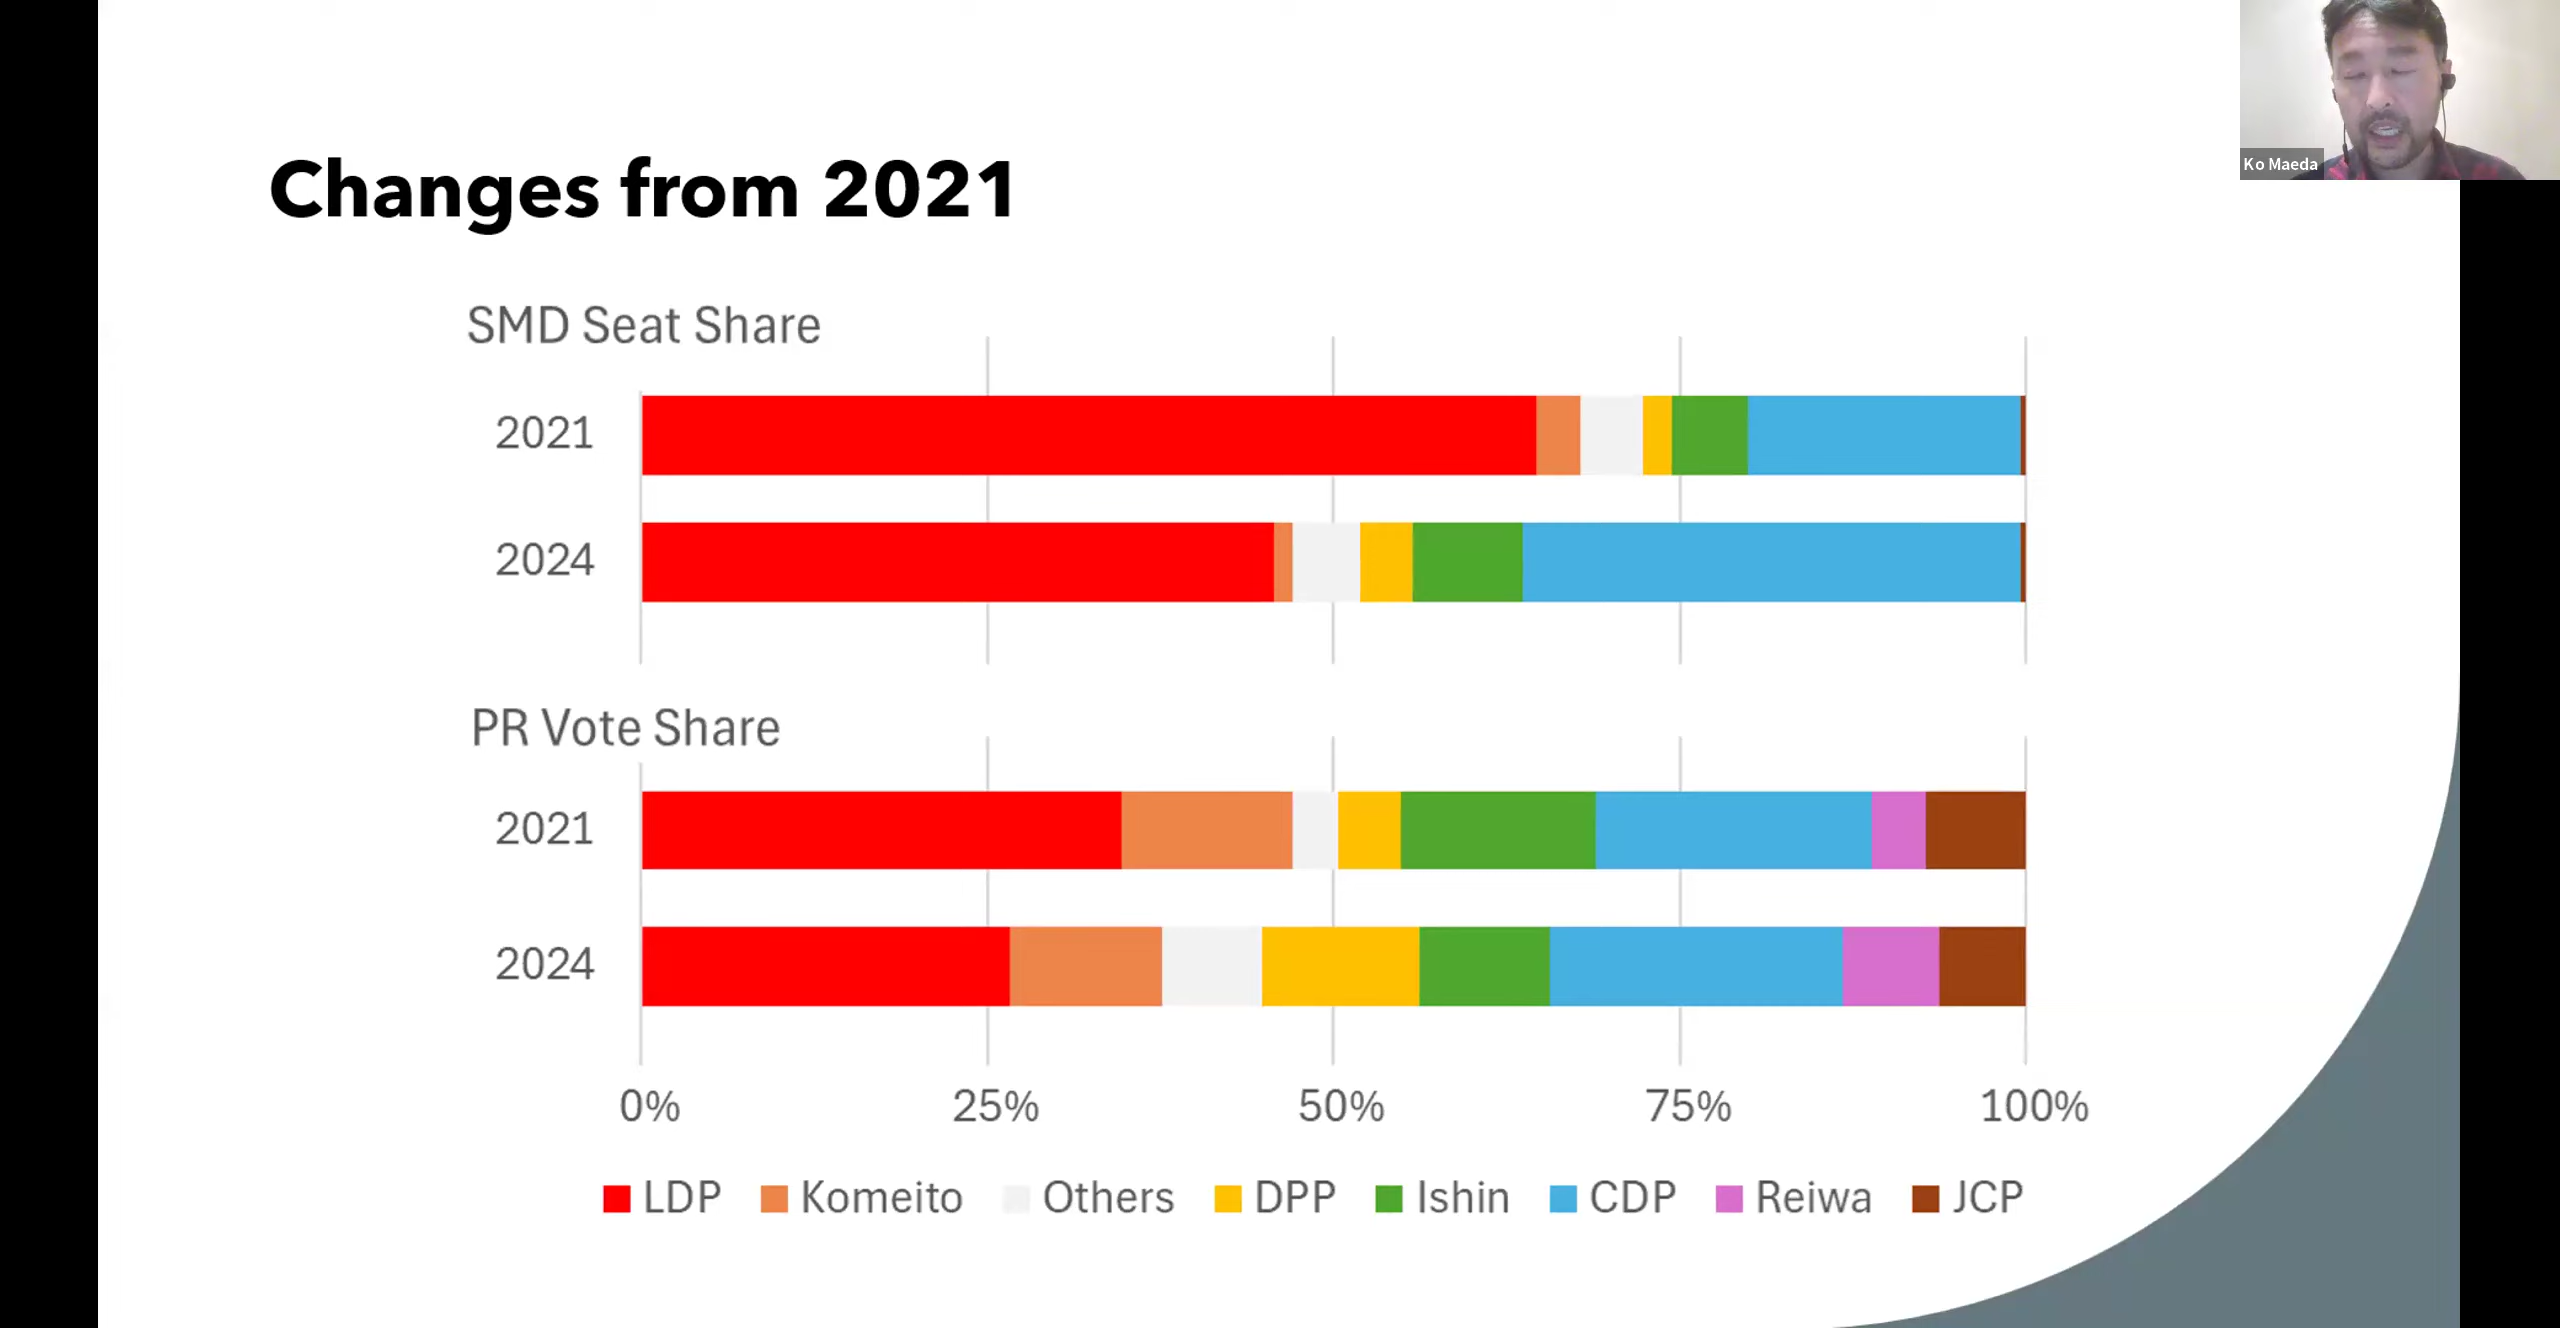 Ko Maeda
Changes from 2021
SMD Seat Share
2021
2024
PR Vote Share
2021
2024
0% 25% 50% 75% 100%
LDP Komeito Others DPP Ishin CDP Reiwa JCP